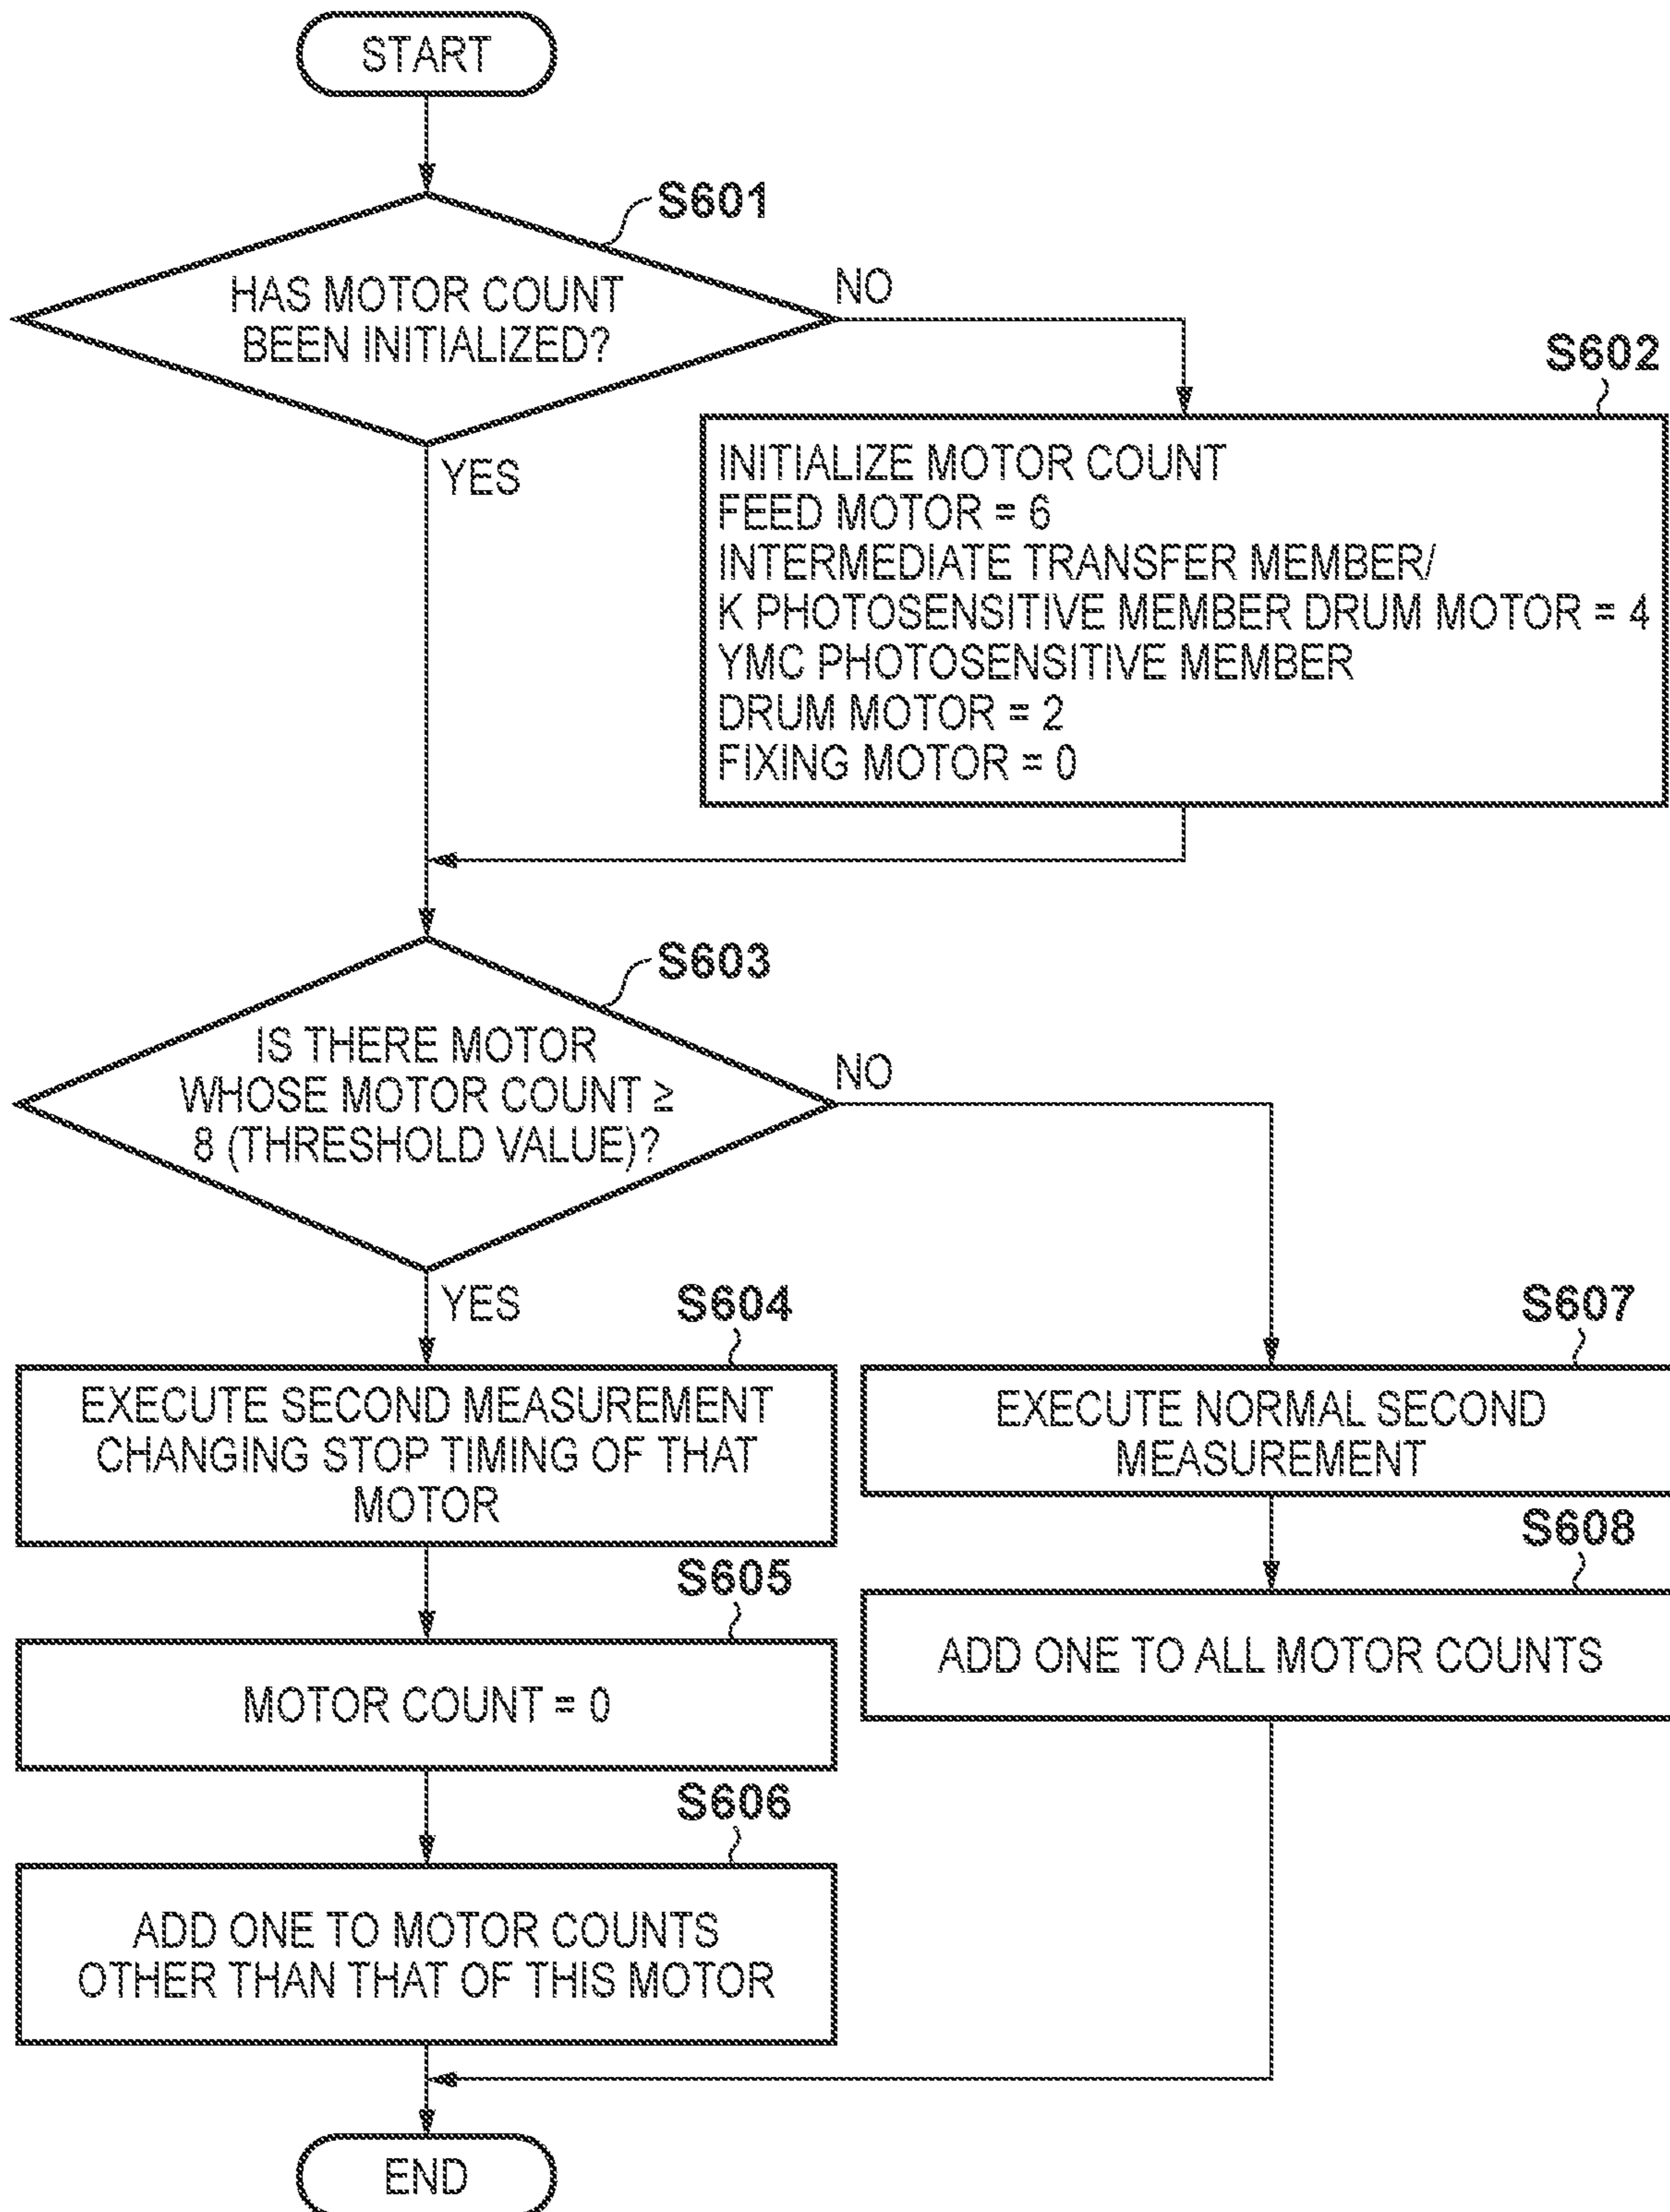 START
S601
HAS MOTOR COUNT
BEEN INITIALIZED?
NO
YES
S602
INITIALIZE MOTOR COUNT
FEED MOTOR = 6
INTERMEDIATE TRANSFER MEMBER/
K PHOTOSENSITIVE MEMBER DRUM MOTOR = 4
YMC PHOTOSENSITIVE MEMBER
DRUM MOTOR = 2
FIXING MOTOR = 0
S603
IS THERE MOTOR
WHOSE MOTOR COUNT ≥
8 (THRESHOLD VALUE)?
NO
YES
S604
EXECUTE SECOND MEASUREMENT
CHANGING STOP TIMING OF THAT
MOTOR
S605
MOTOR COUNT = 0
S606
ADD ONE TO MOTOR COUNTS
OTHER THAN THAT OF THIS MOTOR
S607
EXECUTE NORMAL SECOND
MEASUREMENT
S608
ADD ONE TO ALL MOTOR COUNTS
END